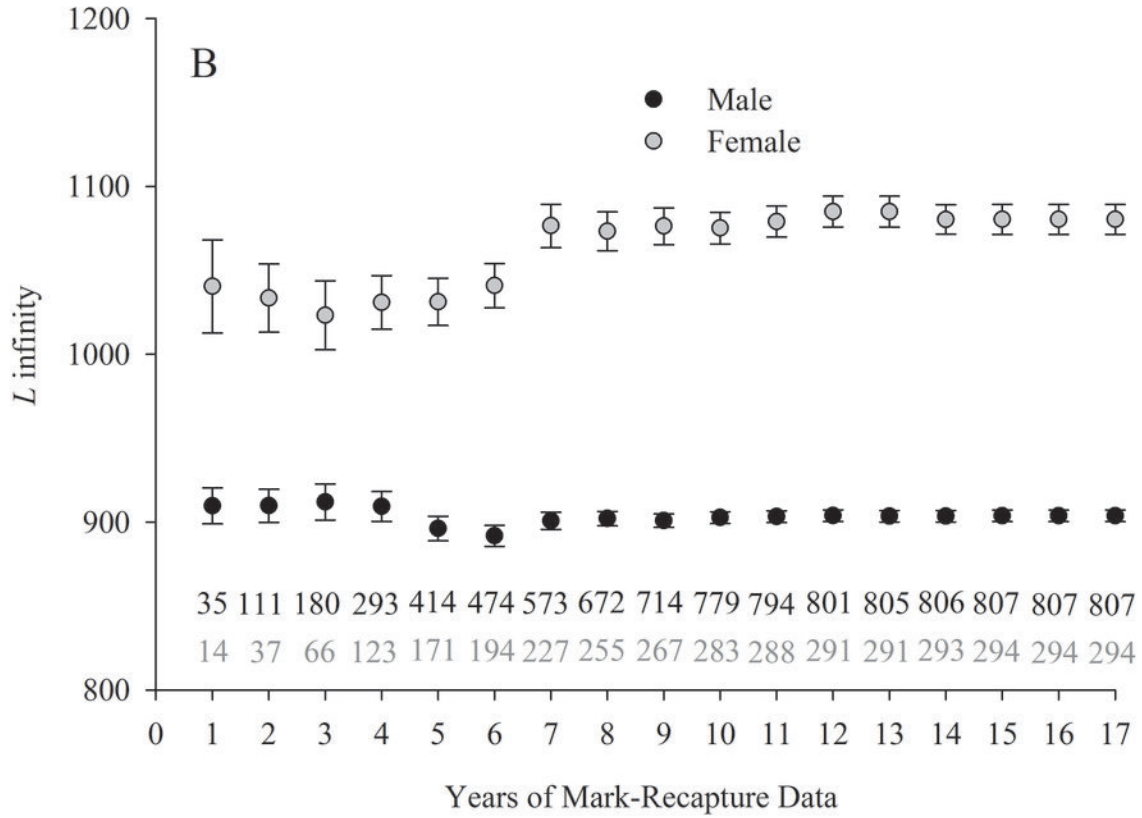 1200
B
Male
Female
1100
L infinity
1000
900
35 111 180 293 414 474 573 672 714 779 794 801 805 806 807 807 807
14 37 66 123 171 194 227 255 267 283 288 291 291 293 294 294 294
800
0 1 2 3 4 5 6 7 8 9 10 11 12 13 14 15 16 17
Years of Mark-Recapture Data